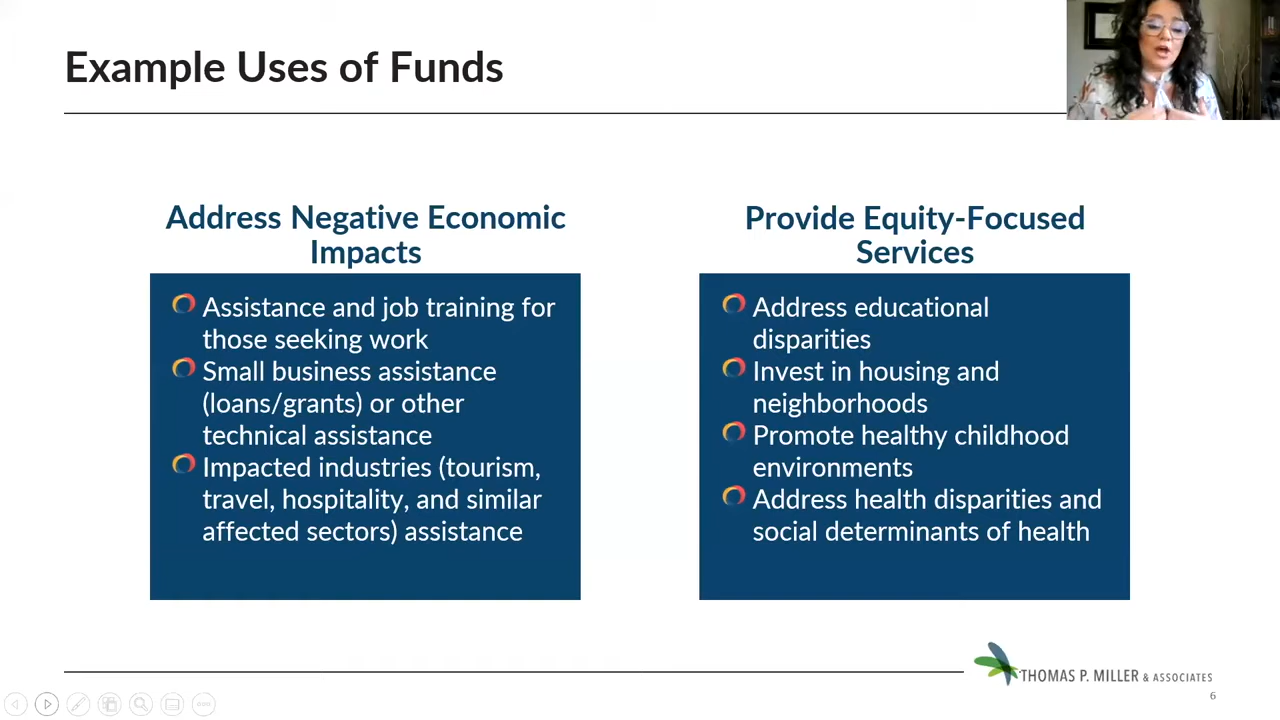 Example Uses of Funds
Address Negative Economic
Impacts
Assistance and job training for
those seeking work
Small business assistance
(loans/grants) or other
technical assistance
Impacted industries (tourism,
travel, hospitality, and similar
affected sectors) assistance
Provide Equity-Focused
Services
Address educational
disparities
Invest in housing and
neighborhoods
Promote healthy childhood
environments
Address health disparities and
social determinants of health
THOMAS P. MILLER & ASSOCIATES
6